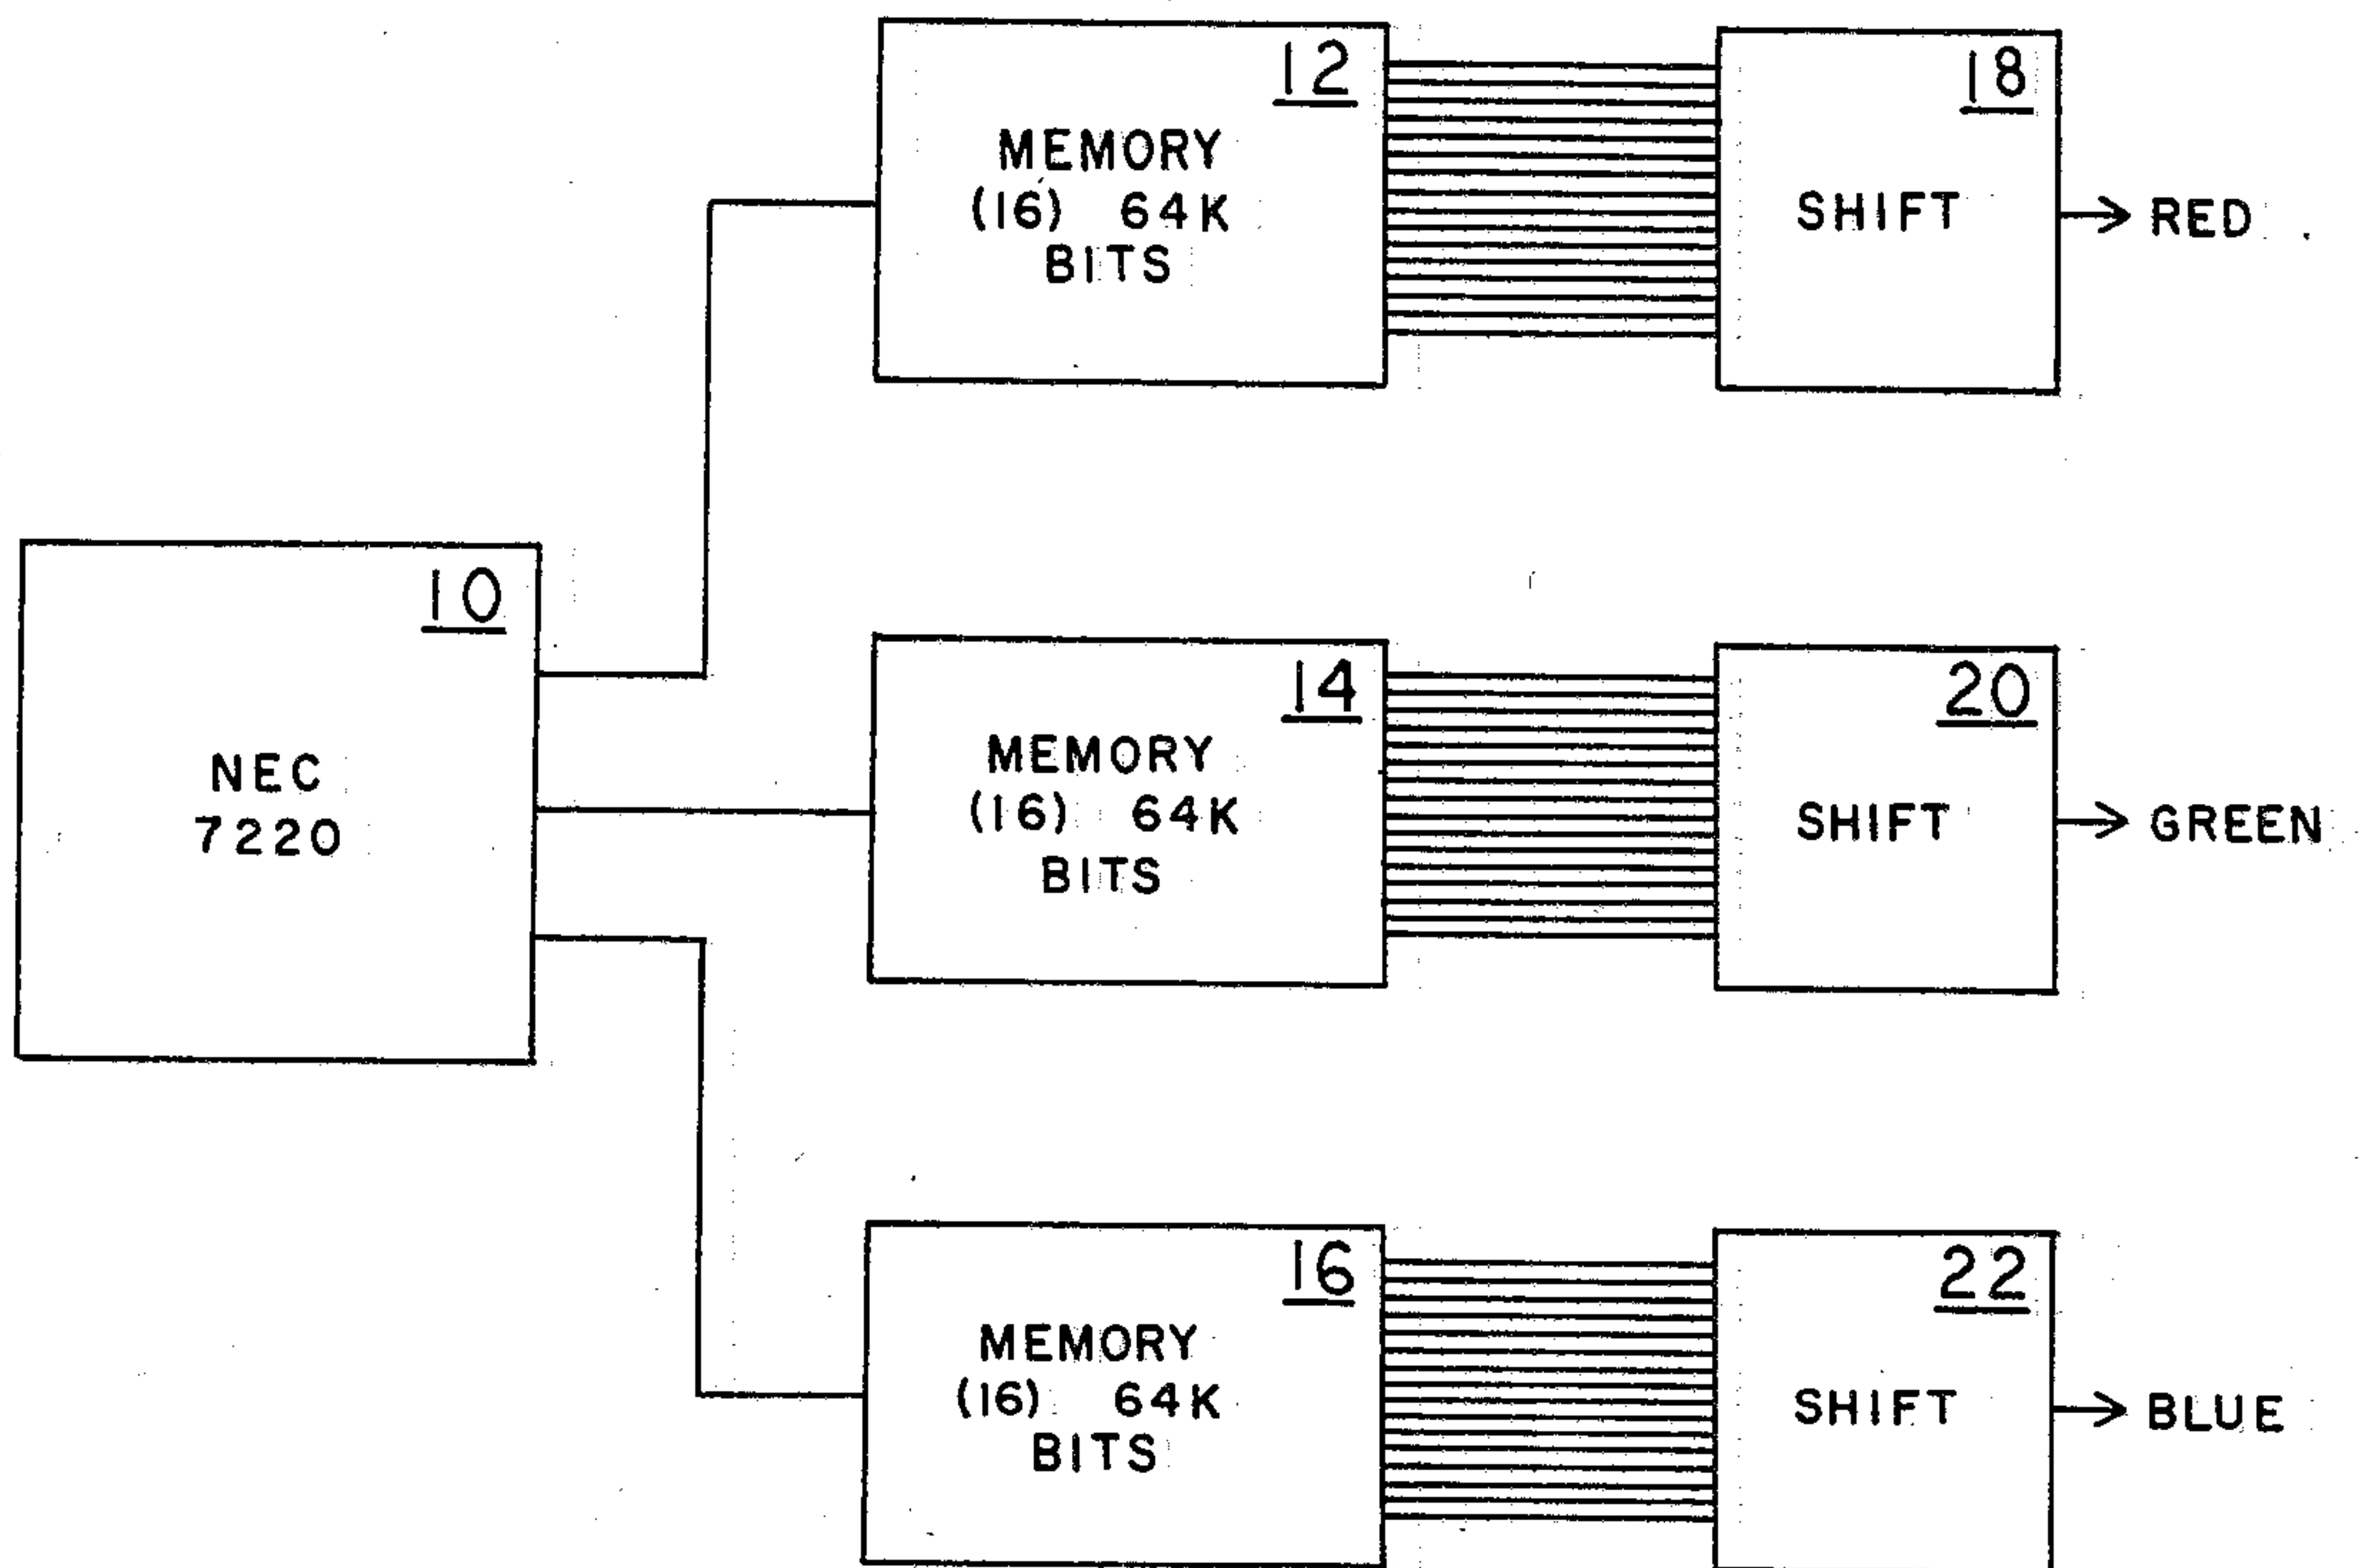 12
MEMORY
(16) 64K
BITS
18
SHIFT
RED
10
NEC
7220
14
MEMORY
(16) 64K
BITS
20
SHIFT
GREEN
16
MEMORY
(16) 64K
BITS
22
SHIFT
BLUE